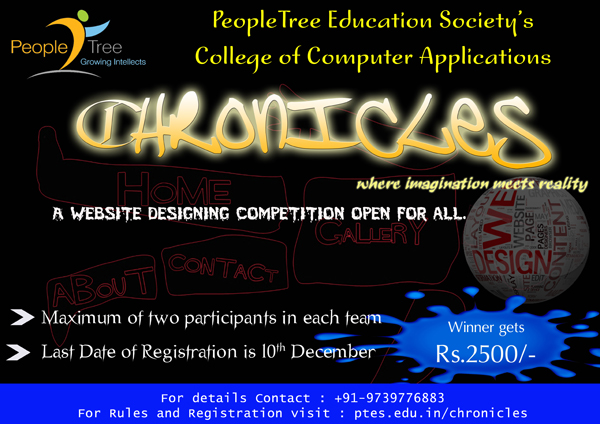 People Tree
Growing Intellects
PeopleTree Education Society's
College of Computer Applications
CHRONICLES
where imagination meets reality
HOME
A WEBSITE DESIGNING COMPETITION OPEN FOR ALL.
GALLERY
ABOUT
CONTACT
WE
WEBSITE
PAGES
DESIGN
CONTENT
Maximum of two participants in each team
Last Date of Registration is 10th December
Winner gets
Rs.2500/-
For details Contact : +91-9739776883
For Rules and Registration visit : ptes.edu.in/chronicles